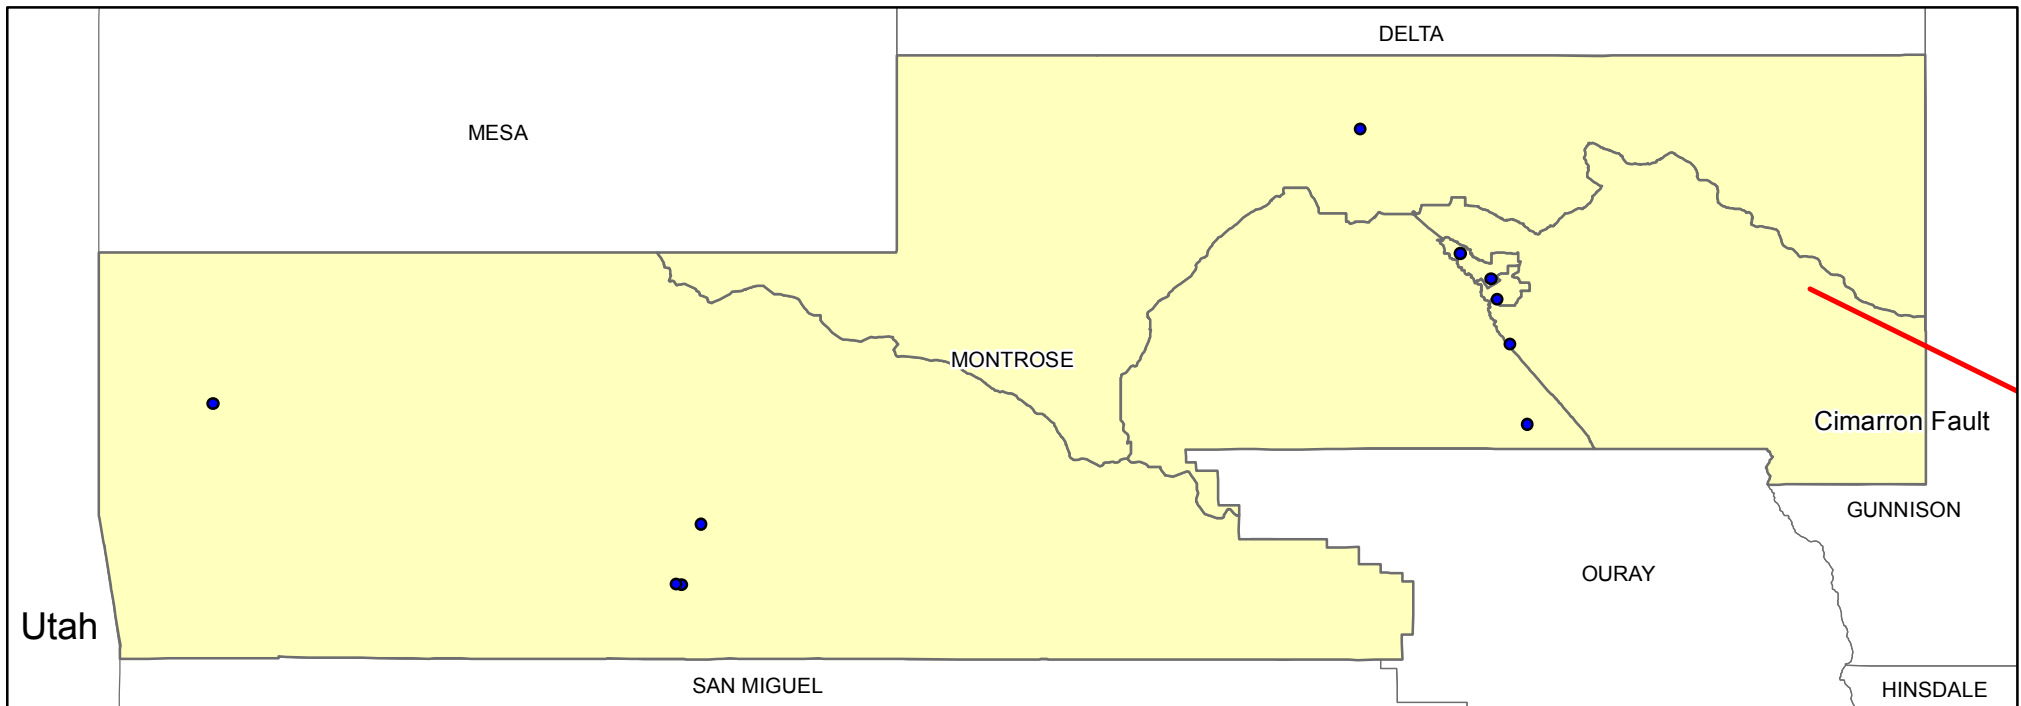 DELTA
MESA
MONTROSE
Cimarron Fault
GUNNISON
OURAY
Utah
SAN MIGUEL
HINSDALE